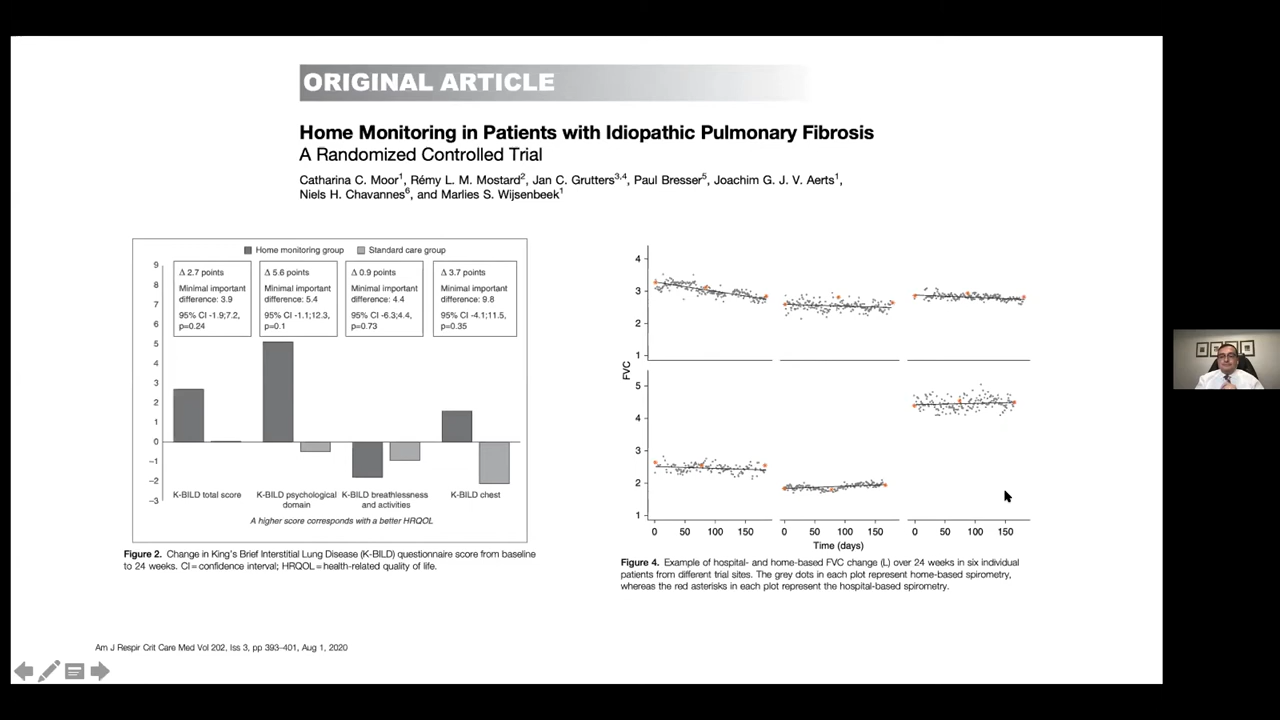 ORIGINAL ARTICLE
Home Monitoring in Patients with Idiopathic Pulmonary Fibrosis
A Randomized Controlled Trial
Catharina C. Moor1, Rémy L. M. Mostard2, Jan C. Grutters3,4, Paul Bresser5, Joachim G. J. V. Aerts1,
Niels H. Chavannes6, and Marlies S. Wijsenbeek1
Home monitoring group
Standard care group
9
8
7
6
5
4
3
2
1
0
−1
−2
−3
Δ 2.7 points
Minimal important
difference: 3.9
95% CI -1.9;7.2,
p=0.24
Δ 5.6 points
Minimal important
difference: 5.4
95% CI -1.1;12.3,
p=0.1
Δ 0.9 points
Minimal important
difference: 4.4
95% CI -6.3;4.4,
p=0.73
Δ 3.7 points
Minimal important
difference: 9.8
95% CI -4.1;11.5,
p=0.35
K-BILD total score
K-BILD psychological
domain
K-BILD breathlessness
and activities
K-BILD chest
A higher score corresponds with a better HRQOL
Figure 2. Change in King's Brief Interstitial Lung Disease (K-BILD) questionnaire score from baseline
to 24 weeks. CI = confidence interval; HRQOL = health-related quality of life.
4
3
2
1
FVC
5
4
3
2
1
0 50 100 150
0 50 100 150
0 50 100 150
Time (days)
Figure 4. Example of hospital- and home-based FVC change (L) over 24 weeks in six individual
patients from different trial sites. The grey dots in each plot represent home-based spirometry,
whereas the red asterisks in each plot represent the hospital-based spirometry.
Am J Respir Crit Care Med Vol 202, Iss 3, pp 393–401, Aug 1, 2020